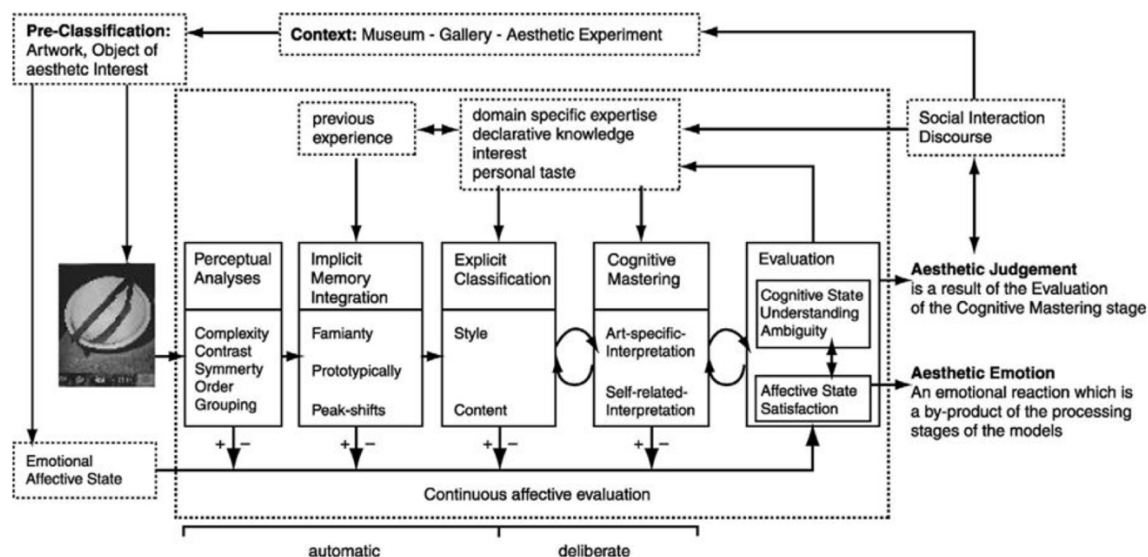 Pre-Classification:
Artwork, Object of
aesthetc Interest
Context: Museum - Gallery - Aesthetic Experiment
previous
experience
domain specific expertise
declarative knowledge
interest
personal taste
Social Interaction
Discourse
Perceptual
Analyses
Complexity
Contrast
Symmerty
Order
Grouping
Implicit
Memory
Integration
Famianty
Prototypically
Peak-shifts
Explicit
Classification
Style
Content
Cognitive
Mastering
Art-specific-
Interpretation
Self-related-
Interpretation
Evaluation
Cognitive State
Understanding
Ambiguity
Affective State
Satisfaction
Aesthetic Judgement
is a result of the Evaluation
of the Cognitive Mastering stage
Aesthetic Emotion
An emotional reaction which is
a by-product of the processing
stages of the models
+ −
+ −
+ −
+ −
Emotional
Affective State
Continuous affective evaluation
automatic
deliberate